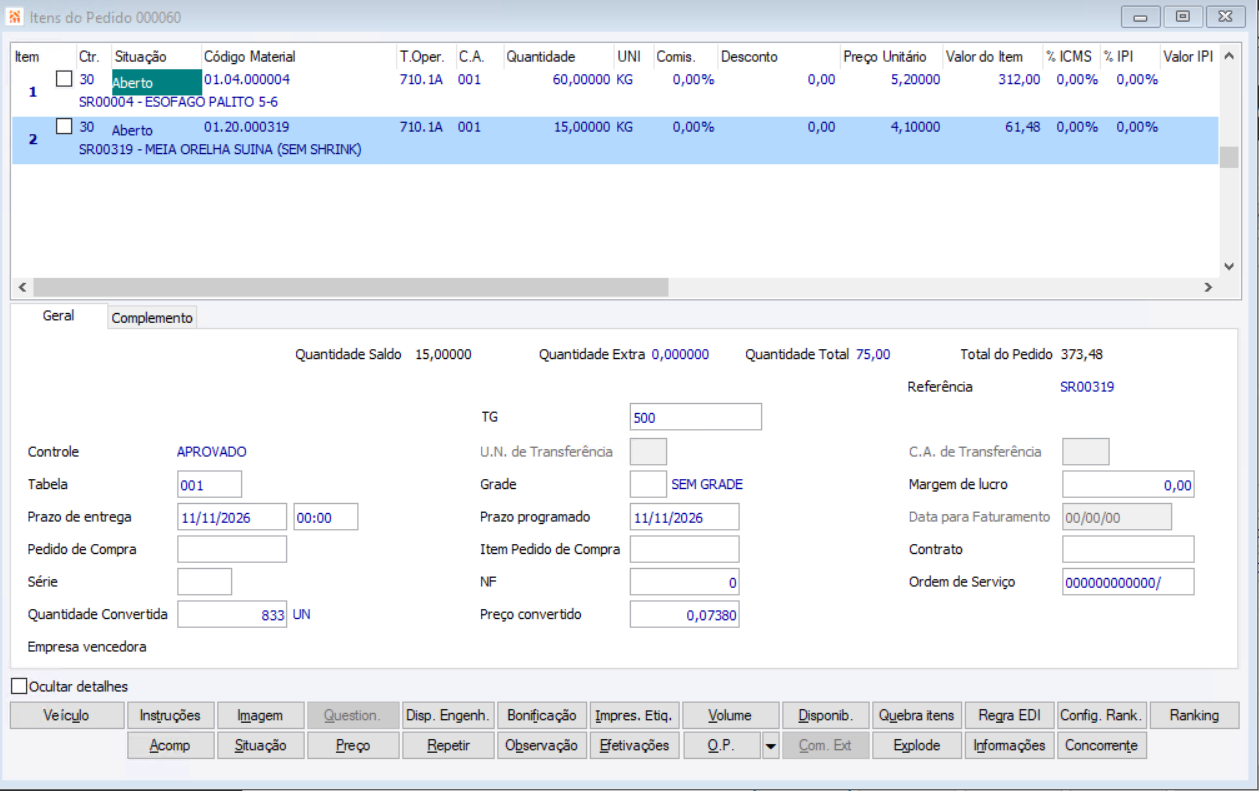 Itens do Pedido 000060
Item Ctr. Situação Código Material T.Oper. C.A. Quantidade UNI Comis. Desconto Preço Unitário Valor do Item % ICMS % IPI Valor IPI
1 30 Aberto 01.04.000004 710.1A 001 60,00000 KG 0,00% 0,00 5,20000 312,00 0,00% 0,00%
SR00004 - ESOFAGO PALITO 5-6
2 30 Aberto 01.20.000319 710.1A 001 15,00000 KG 0,00% 0,00 4,10000 61,48 0,00% 0,00%
SR00319 - MEIA ORELHA SUINA (SEM SHRINK)
Geral Complemento
Quantidade Saldo 15,00000 Quantidade Extra 0,000000 Quantidade Total 75,00 Total do Pedido 373,48
Referência SR00319
TG 500
Controle APROVADO U.N. de Transferência C.A. de Transferência
Tabela 001 Grade SEM GRADE Margem de lucro 0,00
Prazo de entrega 11/11/2026 00:00 Prazo programado 11/11/2026 Data para Faturamento 00/00/00
Pedido de Compra Item Pedido de Compra Contrato
Série NF 0 Ordem de Serviço 000000000000/
Quantidade Convertida 833 UN Preço convertido 0,07380
Empresa vencedora
Ocultar detalhes
Veículo Instruções Imagem Question. Disp. Engenh. Bonificação Impres. Etiq. Volume Disponib. Quebra itens Regra EDI Config. Rank. Ranking
Acomp Situação Preço Repetir Observação Efetivações O.P. Com. Ext Explode Informações Concorrente